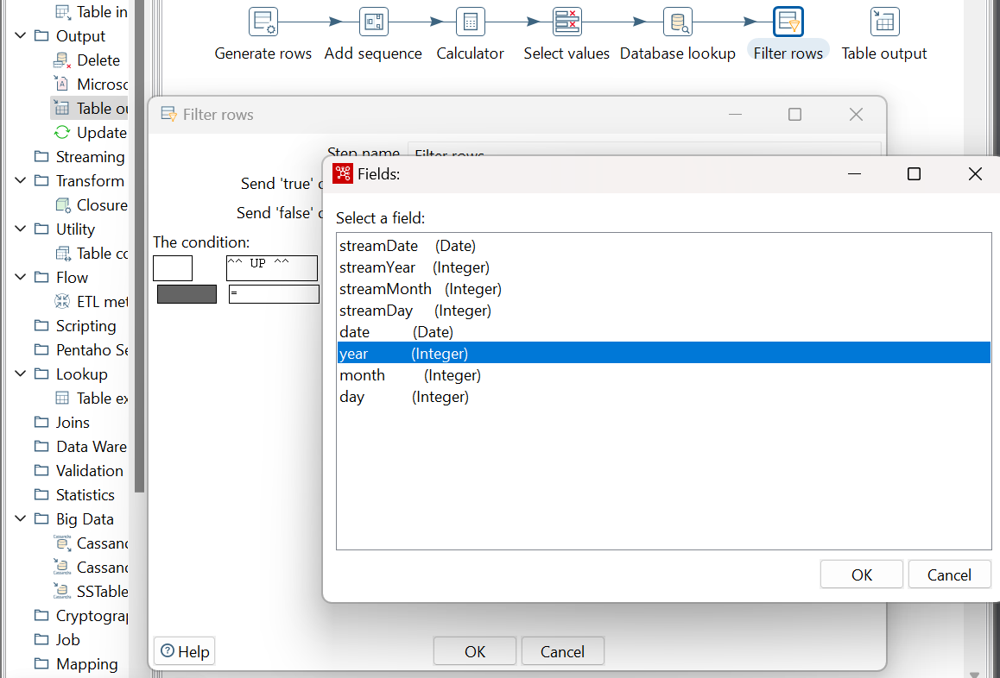 Table in
Output
Delete
Microsc
Table ou
Update
Streaming
Transform
Closure
Utility
Table co
Flow
ETL met
Scripting
Pentaho Se
Lookup
Table ex
Joins
Data Ware
Validation
Statistics
Big Data
Cassand
Cassand
SSTable
Cryptograp
Job
Mapping
Generate rows Add sequence Calculator Select values Database lookup Filter rows Table output
Filter rows
Step name Filter rows
Send 'true' d
Send 'false' d
The condition:
^^ UP ^^
=
Help
OK Cancel
Fields:
Select a field:
streamDate (Date)
streamYear (Integer)
streamMonth (Integer)
streamDay (Integer)
date (Date)
year (Integer)
month (Integer)
day (Integer)
OK Cancel